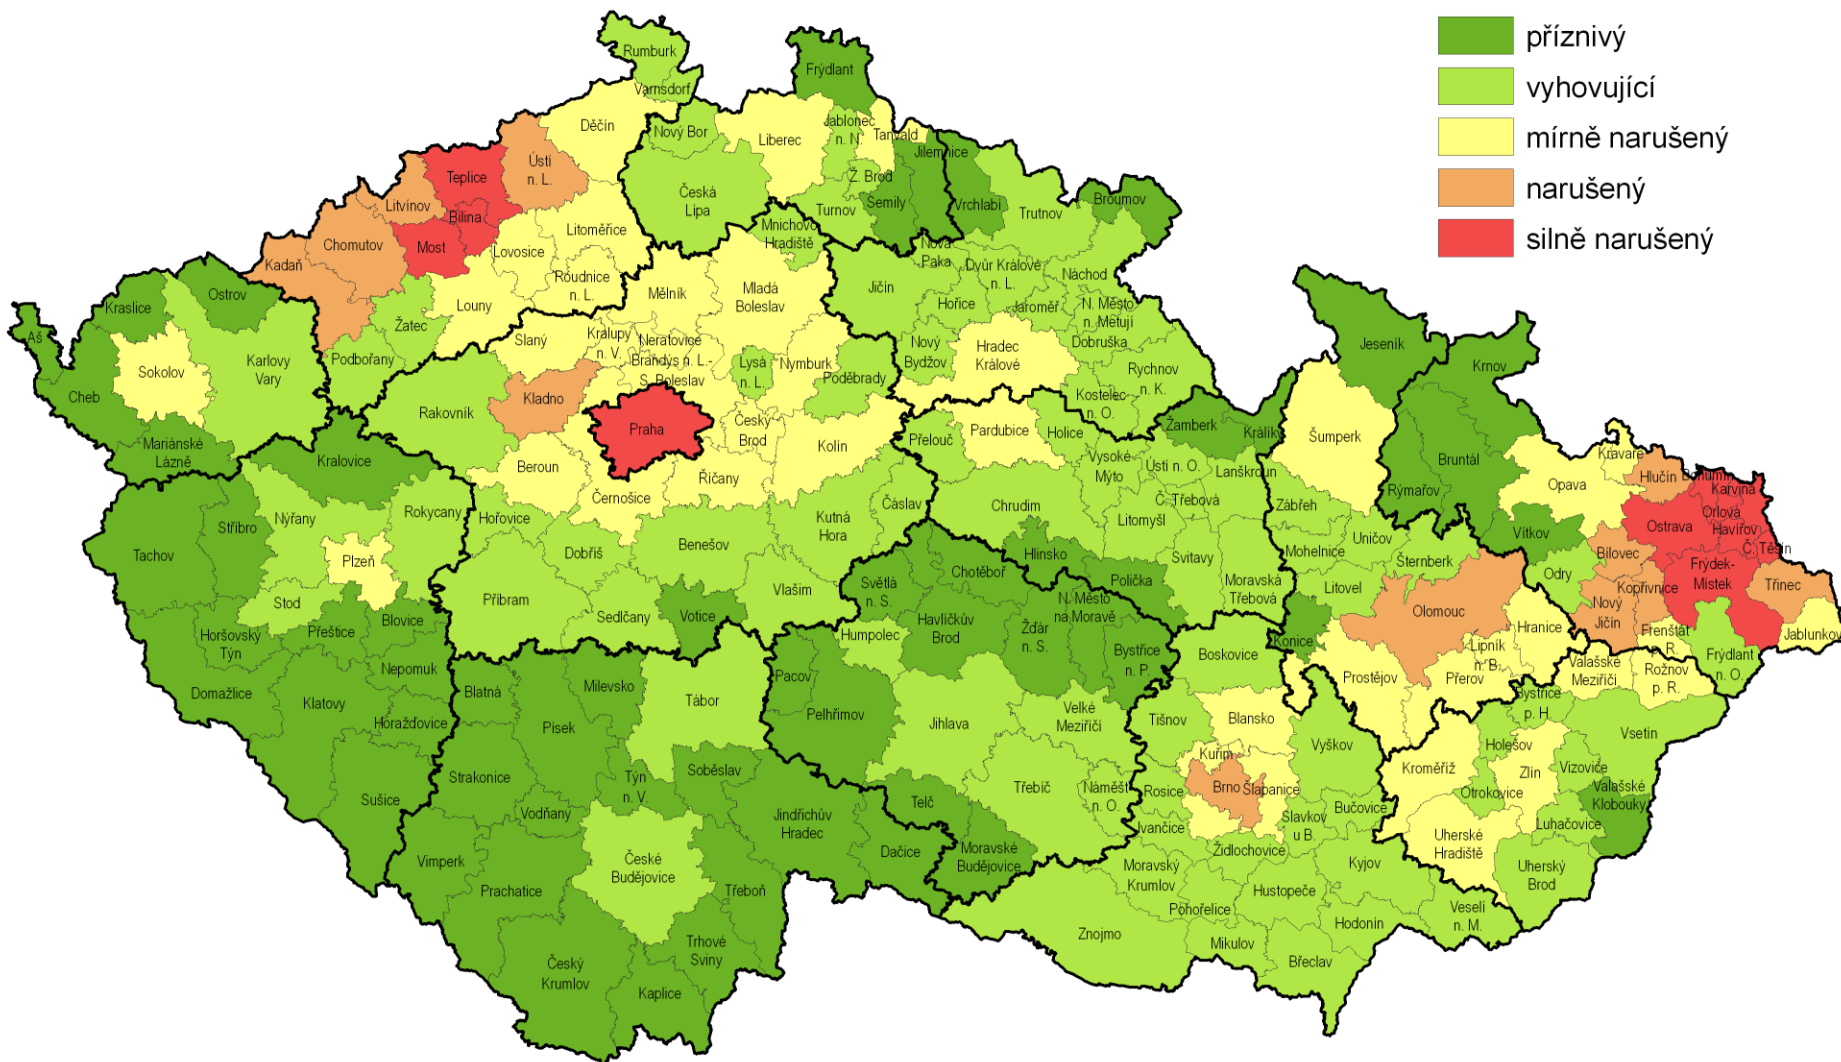 příznivý
vyhovující
mírně narušený
narušený
silně narušený
Rumburk
Varnsdorf
Frýdlant
Děčín
Nový Bor
Liberec
Jablonec
n. N.
Tanvald
Jilemnice
Ústí
n. L.
Teplice
Litvínov
Bílina
Most
Chomutov
Kadaň
Česká
Lípa
Ž. Brod
Semily
Turnov
Vrchlabí
Trutnov
Broumov
Litoměřice
Lovosice
Roudnice
n. L.
Louny
Žatec
Podbořany
Mnichovo
Hradiště
Mělník
Mladá
Boleslav
Jičín
Nová
Paka
Dvůr Králové
n. L.
Náchod
Hořice
Jaroměř
N. Město
n. Metují
Dobruška
Kraslice
Ostrov
Aš
Cheb
Sokolov
Karlovy
Vary
Mariánské
Lázně
Slaný
Kralupy
n. V.
Neratovice
Brandýs n. L.-
S. Boleslav
Lysá
n. L.
Nymburk
Poděbrady
Nový
Bydžov
Hradec
Králové
Rychnov
n. K.
Kostelec
n. O.
Rakovník
Kladno
Praha
Český
Brod
Kolín
Beroun
Říčany
Černošice
Přelouč
Pardubice
Holice
Žamberk
Králíky
Vysoké
Mýto
Ústí n. O.
Lanškroun
Č. Třebová
Chrudim
Litomyšl
Svitavy
Moravská
Třebová
Hlinsko
Polička
Jeseník
Krnov
Šumperk
Bruntál
Rýmařov
Zábřeh
Mohelnice
Uničov
Šternberk
Litovel
Olomouc
Konice
Prostějov
Přerov
Lipník
n. B.
Hranice
Opava
Kravaře
Hlučín
Bohumín
Karviná
Orlová
Havířov
Ostrava
Č. Těšín
Vítkov
Bílovec
Odry
Kopřivnice
Nový
Jičín
Frýdek-
Místek
Třinec
Jablunkov
Frenštát
p. R.
Frýdlant
n. O.
Kralovice
Tachov
Stříbro
Nýřany
Rokycany
Plzeň
Stod
Horšovský
Týn
Přeštice
Blovice
Nepomuk
Domažlice
Klatovy
Horažďovice
Sušice
Hořovice
Dobříš
Příbram
Benešov
Sedlčany
Votice
Vlašim
Kutná
Hora
Čáslav
Světlá
n. S.
Chotěboř
Havlíčkův
Brod
Žďár
n. S.
N. Město
na Moravě
Bystřice
n. P.
Humpolec
Pacov
Pelhřimov
Jihlava
Velké
Meziříčí
Třebíč
Náměšť
n. O.
Telč
Moravské
Budějovice
Blatná
Milevsko
Písek
Tábor
Strakonice
Týn
n. V.
Soběslav
Vodňany
Jindřichův
Hradec
Dačice
Vimperk
Prachatice
České
Budějovice
Třeboň
Český
Krumlov
Trhové
Sviny
Kaplice
Boskovice
Tišnov
Blansko
Kuřim
Vyškov
Rosice
Brno
Šlapanice
Bučovice
Slavkov
u B.
Ivančice
Židlochovice
Moravský
Krumlov
Pohořelice
Hustopeče
Kyjov
Znojmo
Mikulov
Břeclav
Hodonín
Veselí
n. M.
Valašské
Meziříčí
Rožnov
p. R.
Bystřice
p. H.
Vsetín
Holešov
Kroměříž
Zlín
Vizovice
Otrokovice
Valašské
Klobouky
Luhačovice
Uherské
Hradiště
Uherský
Brod